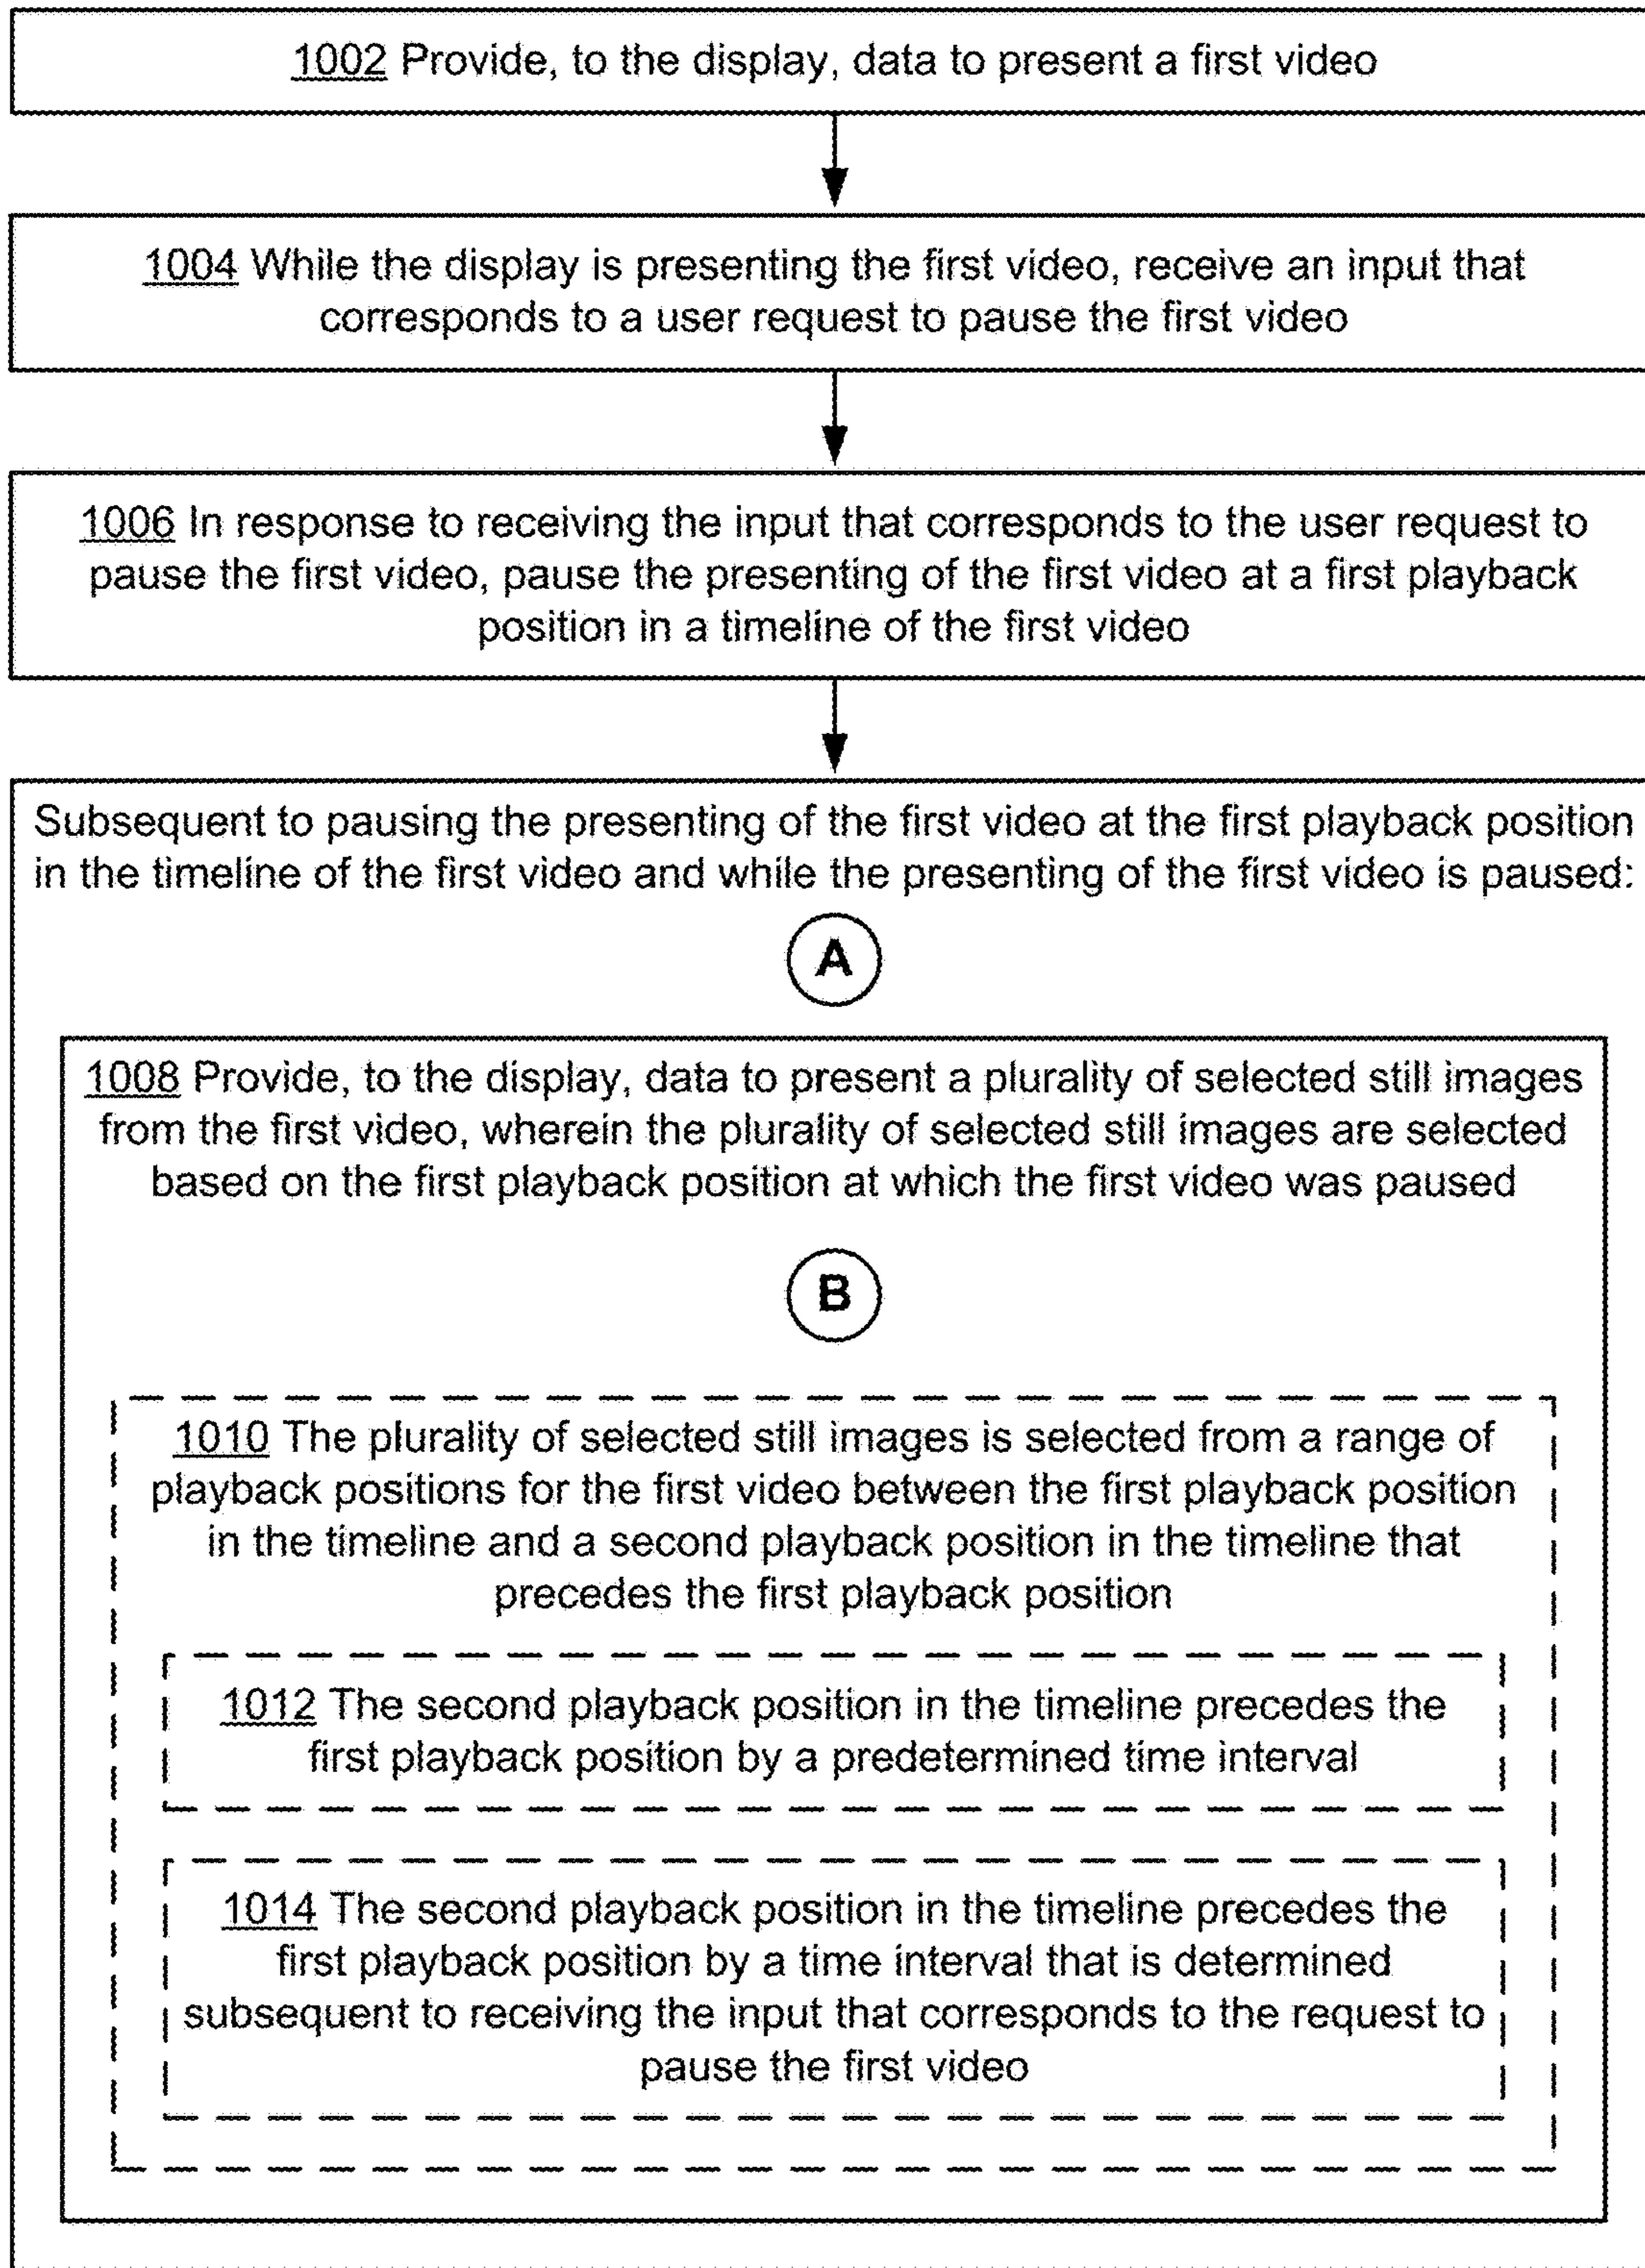 1002 Provide, to the display, data to present a first video
1004 While the display is presenting the first video, receive an input that
corresponds to a user request to pause the first video
1006 In response to receiving the input that corresponds to the user request to
pause the first video, pause the presenting of the first video at a first playback
position in a timeline of the first video
Subsequent to pausing the presenting of the first video at the first playback position
in the timeline of the first video and while the presenting of the first video is paused:
A
1008 Provide, to the display, data to present a plurality of selected still images
from the first video, wherein the plurality of selected still images are selected
based on the first playback position at which the first video was paused
B
1010 The plurality of selected still images is selected from a range of
playback positions for the first video between the first playback position
in the timeline and a second playback position in the timeline that
precedes the first playback position
1012 The second playback position in the timeline precedes the
first playback position by a predetermined time interval
1014 The second playback position in the timeline precedes the
first playback position by a time interval that is determined
subsequent to receiving the input that corresponds to the request to
pause the first video